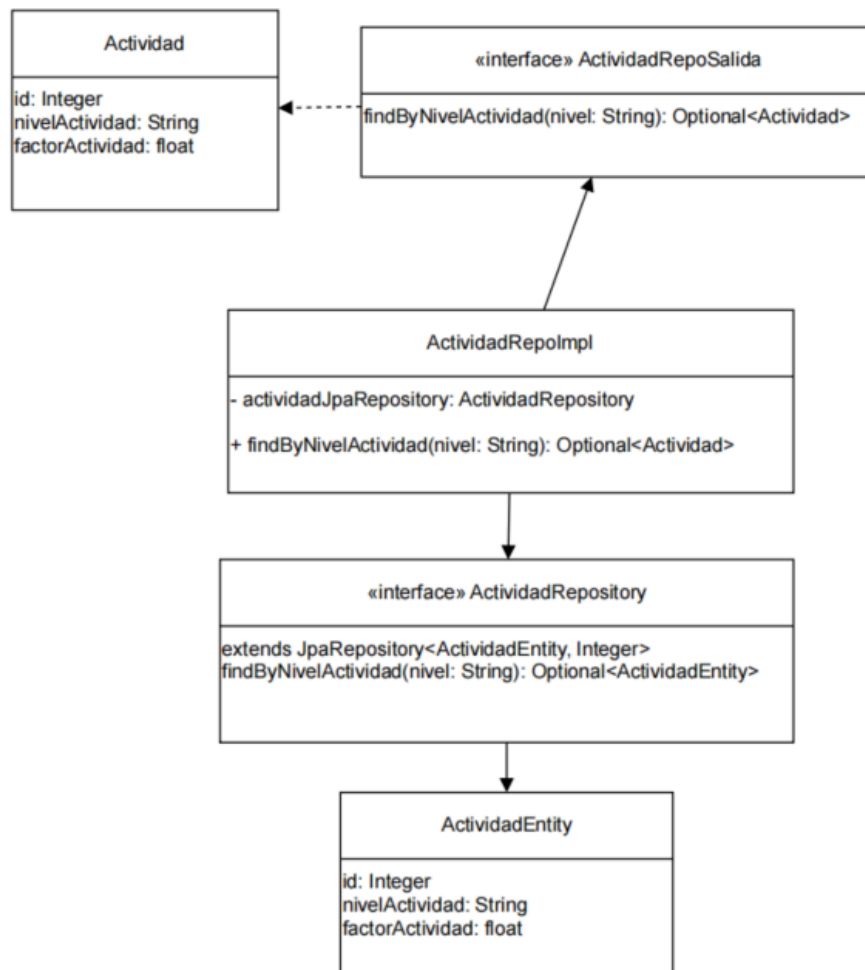 Actividad
id: Integer
nivelActividad: String
factorActividad: float
«interface» ActividadRepoSalida
findByNivelActividad(nivel: String): Optional<Actividad>
ActividadRepoImpl
- actividadJpaRepository: ActividadRepository
+ findByNivelActividad(nivel: String): Optional<Actividad>
«interface» ActividadRepository
extends JpaRepository<ActividadEntity, Integer>
findByNivelActividad(nivel: String): Optional<ActividadEntity>
ActividadEntity
id: Integer
nivelActividad: String
factorActividad: float